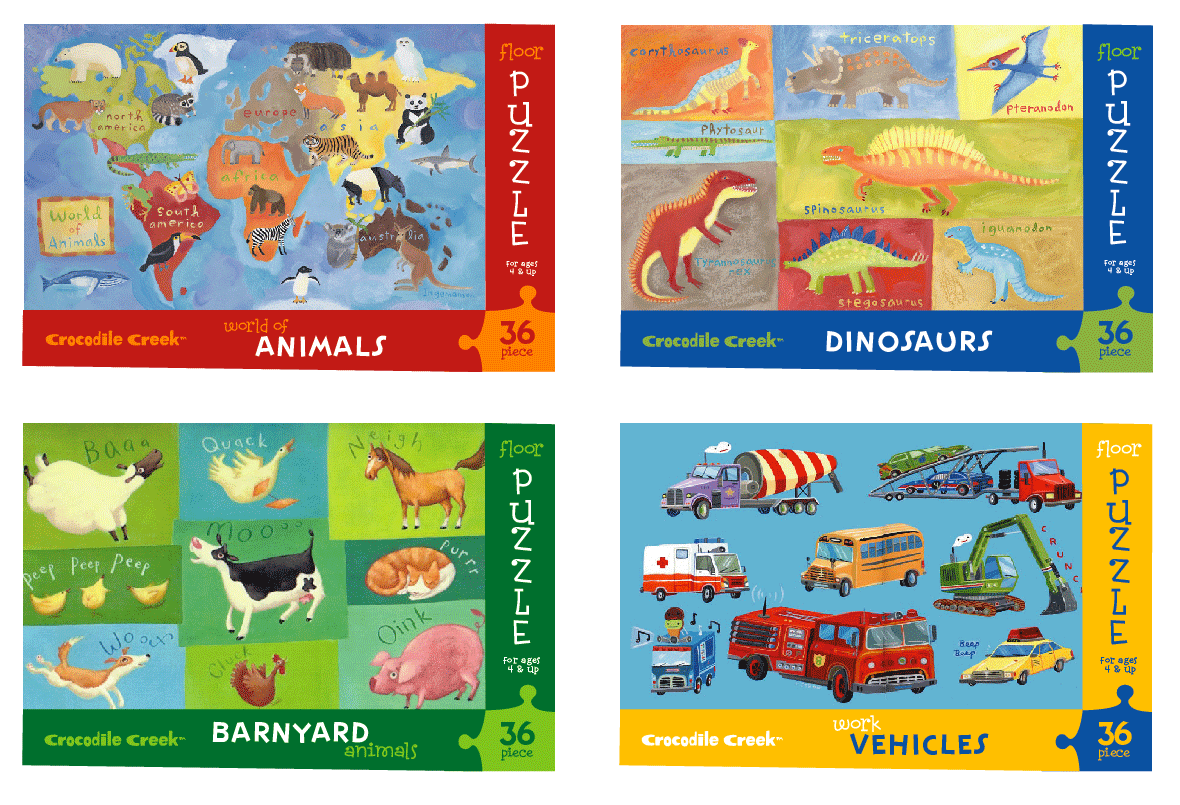 north
america
europe
asia
africa
south
america
australia
World
of
Animals
floor
PUZZLE
for ages
4 & up
Crocodile Creek™
world of
ANIMALS
36
piece
corythosaurus
triceratops
pteranodon
phytosaur
spinosaurus
iguanodon
Tyrannosaurus
rex
stegosaurus
floor
PUZZLE
for ages
4 & up
Crocodile Creek™
DINOSAURS
36
piece
Baaa
Quack
Neigh
Moooo
Peep Peep Peep
Purrr
Oink
Cluck
floor
PUZZLE
for ages
4 & up
Crocodile Creek™
BARNYARD
animals
36
piece
CRUNC
Beep
Beep
floor
PUZZLE
for ages
4 & up
Crocodile Creek™
work
VEHICLES
36
piece